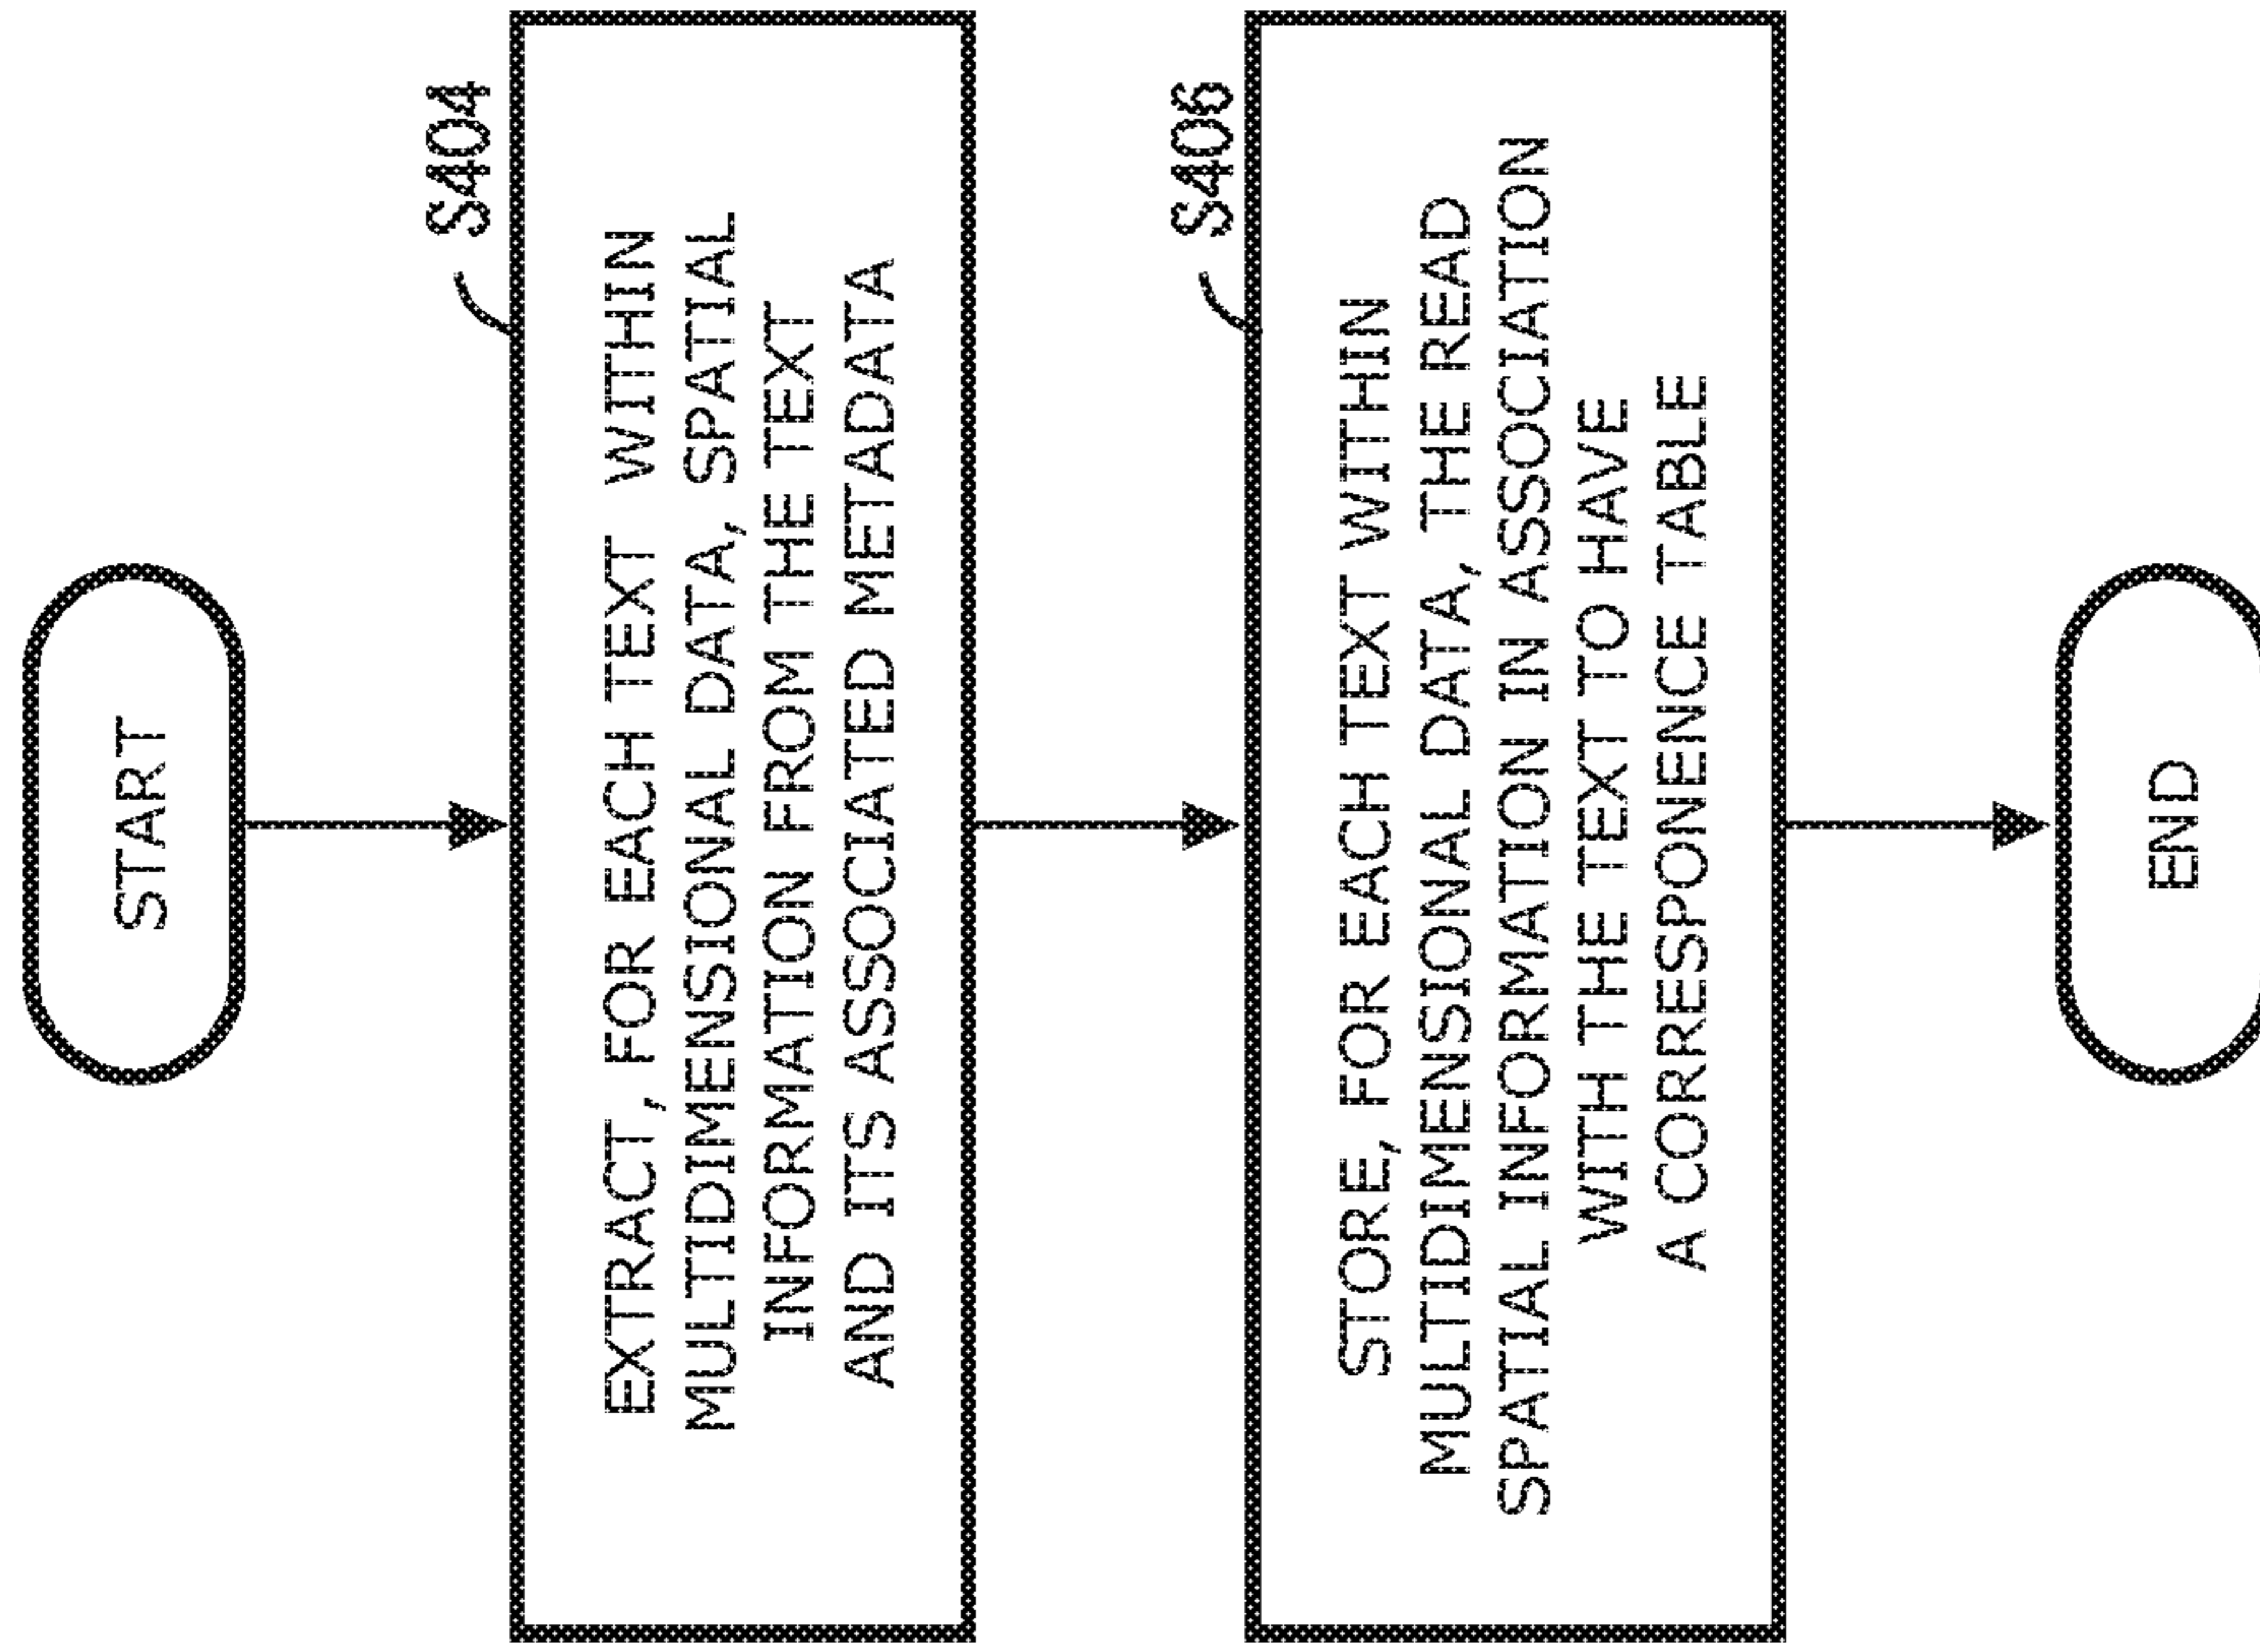 START
S404
EXTRACT, FOR EACH TEXT WITHIN
MULTIDIMENSIONAL DATA, SPATIAL
INFORMATION FROM THE TEXT
AND ITS ASSOCIATED METADATA
S406
STORE, FOR EACH TEXT WITHIN
MULTIDIMENSIONAL DATA, THE READ
SPATIAL INFORMATION IN ASSOCIATION
WITH THE TEXT TO HAVE
A CORRESPONENCE TABLE
END